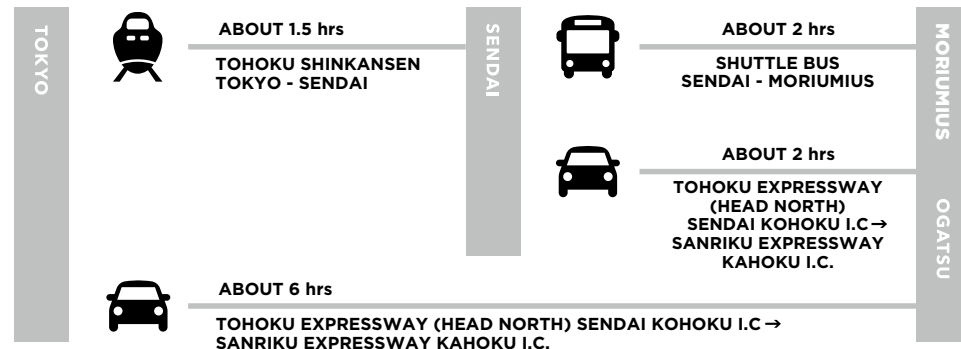 TOKYO
ABOUT 1.5 hrs
TOHOKU SHINKANSEN
TOKYO - SENDAI
SENDAI
ABOUT 2 hrs
SHUTTLE BUS
SENDAI - MORIUMIUS
ABOUT 2 hrs
TOHOKU EXPRESSWAY
(HEAD NORTH)
SENDAI KOHOKU I.C→
SANRIKU EXPRESSWAY
KAHOKU I.C.
MORIUMIUS OGATSU
ABOUT 6 hrs
TOHOKU EXPRESSWAY (HEAD NORTH) SENDAI KOHOKU I.C→
SANRIKU EXPRESSWAY KAHOKU I.C.